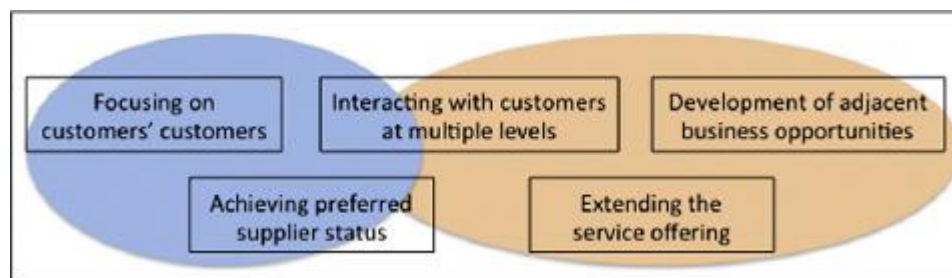 Focusing on
customers' customers
Interacting with customers
at multiple levels
Development of adjacent
business opportunities
Achieving preferred
supplier status
Extending the
service offering